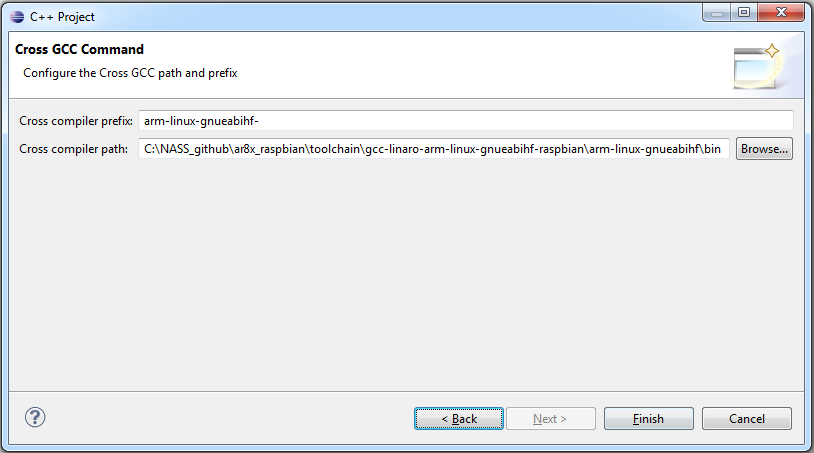 C++ Project
Cross GCC Command
Configure the Cross GCC path and prefix
Cross compiler prefix: arm-linux-gnueabihf-
Cross compiler path: C:\NASS_github\ar8x_raspbian\toolchain\gcc-linaro-arm-linux-gnueabihf-raspbian\arm-linux-gnueabihf\bin Browse...
? < Back Next > Finish Cancel